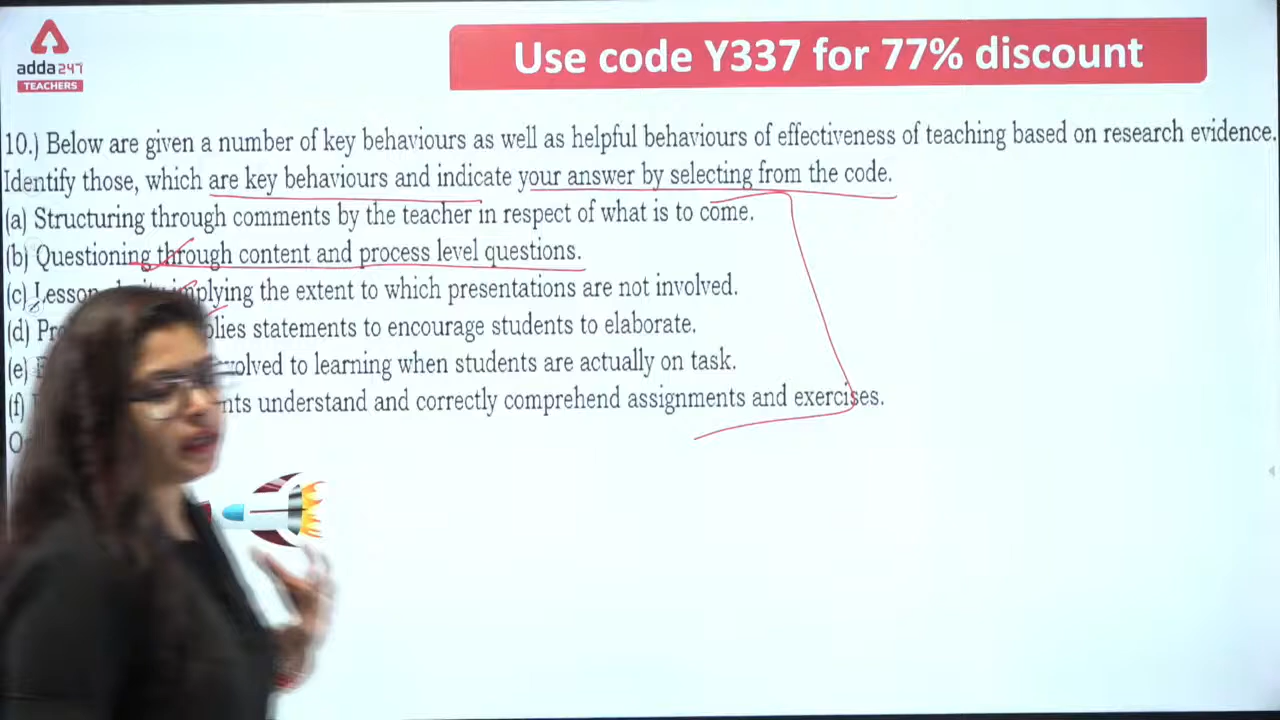 adda247
TEACHERS
Use code Y337 for 77% discount
10.) Below are given a number of key behaviours as well as helpful behaviours of effectiveness of teaching based on research evidence.
Identify those, which are key behaviours and indicate your answer by selecting from the code.
(a) Structuring through comments by the teacher in respect of what is to come.
(b) Questioning through content and process level questions.
(c) Lesson implying the extent to which presentations are not involved.
(d) statements to encourage students to elaborate.
(e) to learning when students are actually on task.
(f) understand and correctly comprehend assignments and exercises.